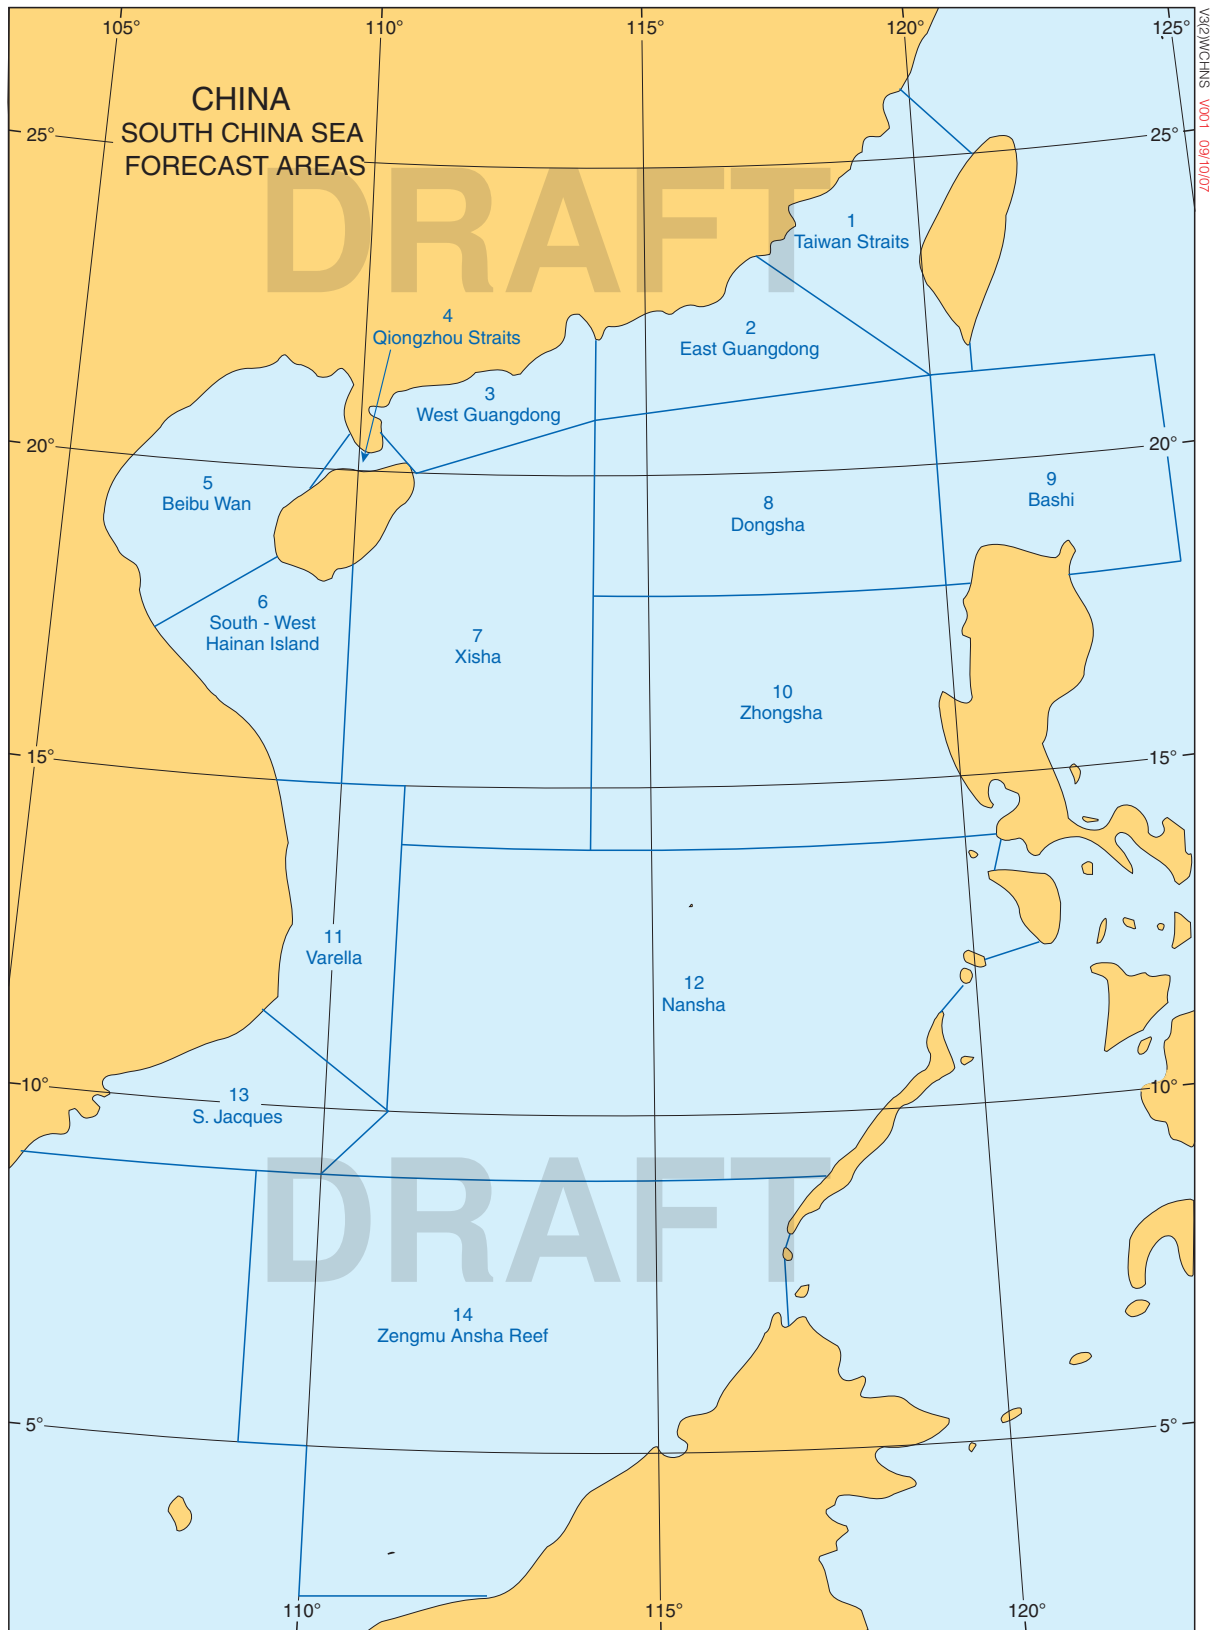 105°
110°
115°
120°
125°
CHINA
SOUTH CHINA SEA
FORECAST AREAS
25°
25°
DRAFT
1
Taiwan Straits
4
Qiongzhou Straits
2
East Guangdong
3
West Guangdong
20°
20°
5
Beibu Wan
8
Dongsha
9
Bashi
6
South - West
Hainan Island
7
Xisha
10
Zhongsha
15°
15°
11
Varella
12
Nansha
10°
10°
13
S. Jacques
DRAFT
14
Zengmu Ansha Reef
5°
5°
110°
115°
120°
V3(2)WCHNS V001 09/10/07